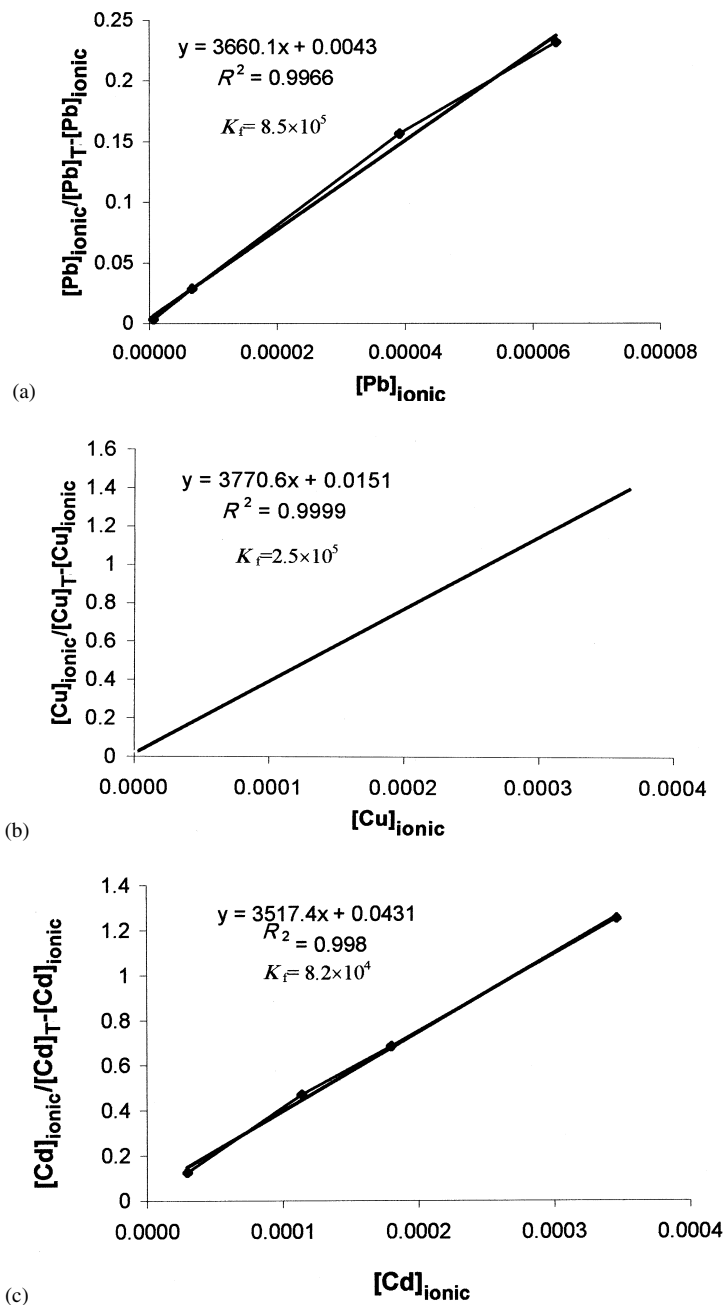 0.25
y = 3660.1x + 0.0043
R² = 0.9966
0.2
K_f = 8.5×10⁵
0.15
0.1
0.05
0
[Pb]ionic/[Pb]T-[Pb]ionic
0.00000 0.00002 0.00004 0.00006 0.00008
[Pb]ionic
(a)
1.6
y = 3770.6x + 0.0151
1.4
R² = 0.9999
1.2
K_f=2.5×10⁵
1
0.8
0.6
0.4
0.2
0
[Cu]ionic/[Cu]T-[Cu]ionic
0.0000 0.0001 0.0002 0.0003 0.0004
[Cu]ionic
(b)
1.4
y = 3517.4x + 0.0431
1.2
R2 = 0.998
K_f= 8.2×10⁴
1
0.8
0.6
0.4
0.2
0
[Cd]ionic/[Cd]T-[Cd]ionic
0.0000 0.0001 0.0002 0.0003 0.0004
[Cd]ionic
(c)